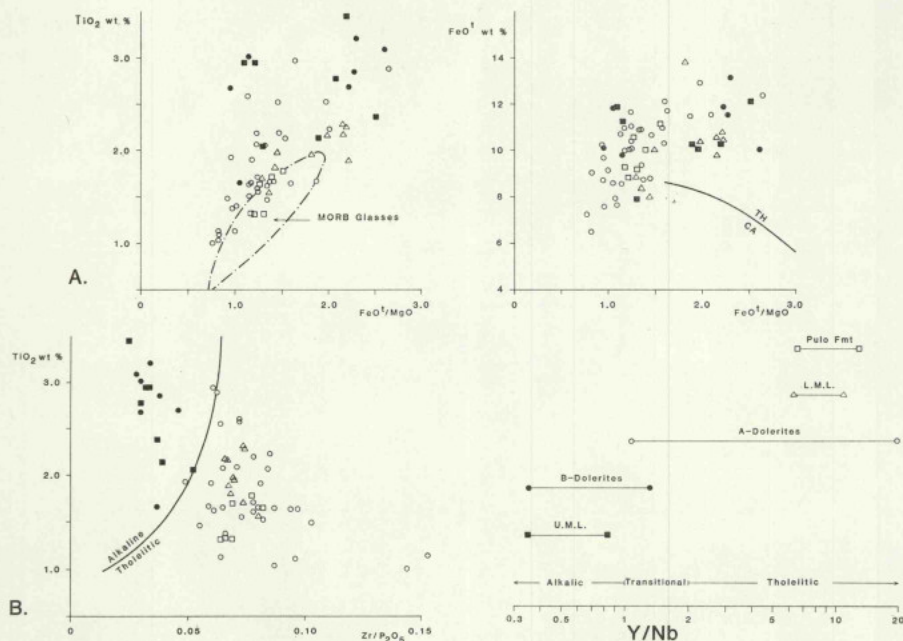 TiO₂ wt. %
3.0
2.0
1.0
MORB Glasses
A.
0
1.0
2.0
3.0
FeOᵗ/MgO
FeOᵗ wt %
14
12
10
8
6
4
TH
CA
0
1.0
2.0
3.0
FeOᵗ/MgO
TiO₂ wt %
3.0
2.0
1.0
Alkaline
Tholeiitic
B.
0
0.05
0.10
0.15
Zr/P₂O₅
Pulo Fmt
L.M.L.
A-Dolerites
B-Dolerites
U.M.L.
Alkalic
Transitional
Tholeiitic
0.3
0.5
1
2
5
10
20
Y/Nb